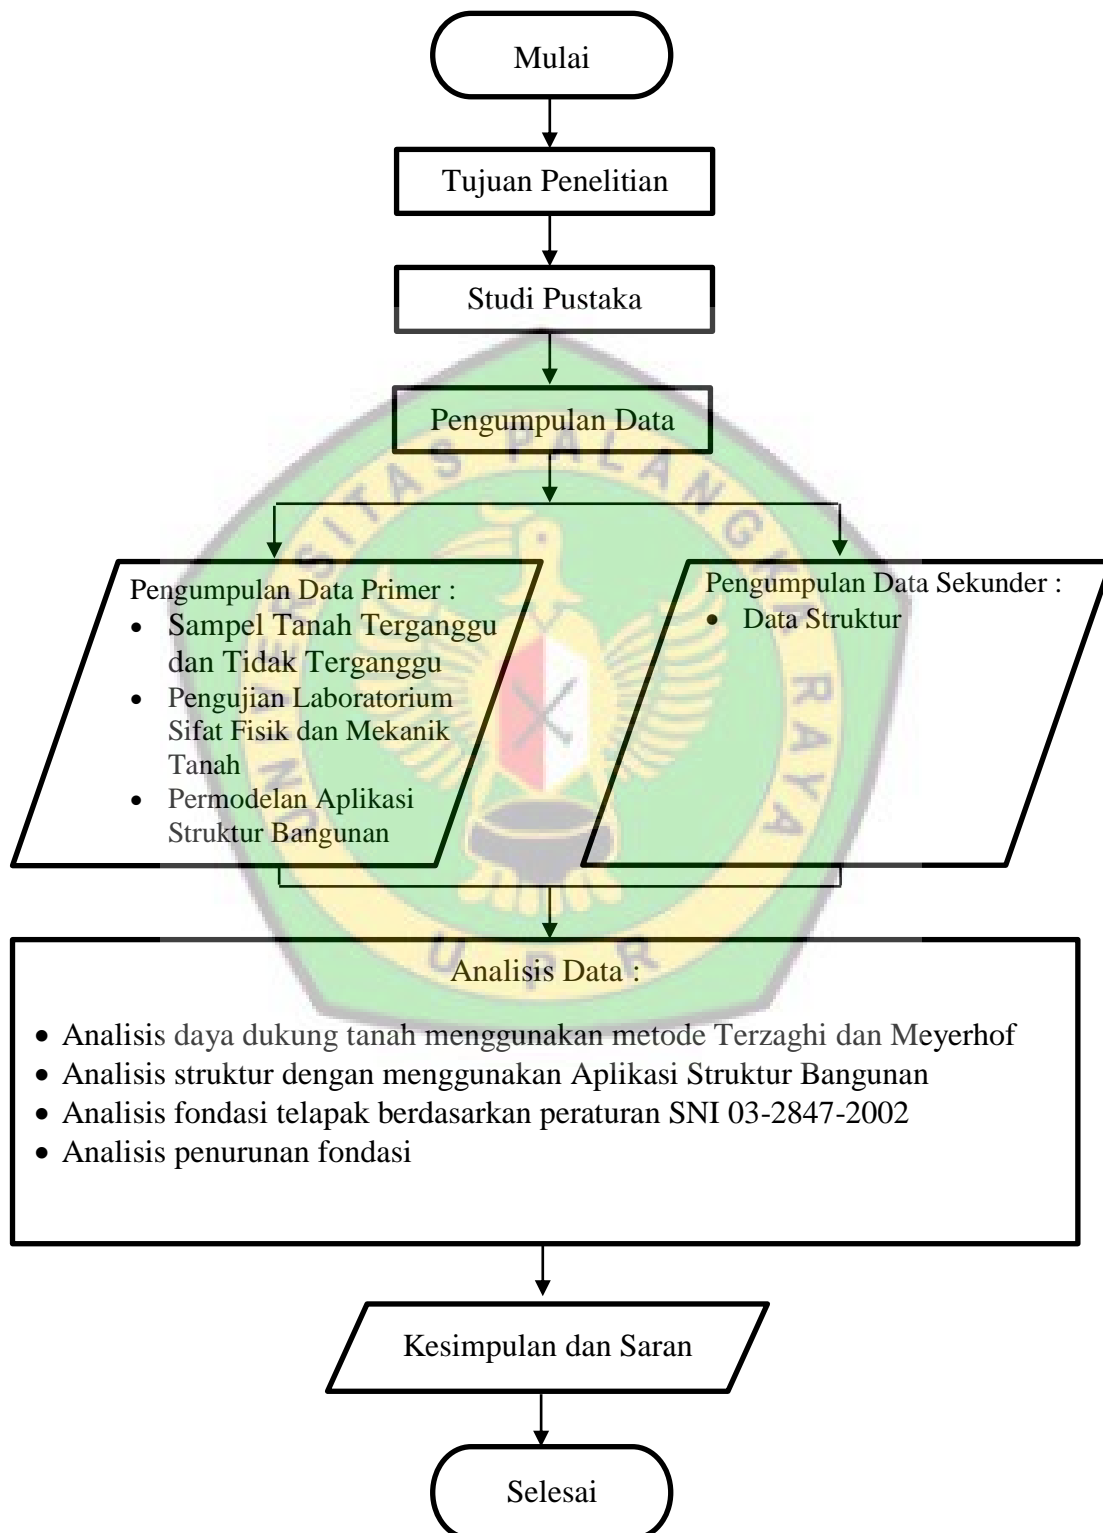 Mulai
Tujuan Penelitian
Studi Pustaka
Pengumpulan Data
UNIVERSITAS PALANGKA RAYA
Pengumpulan Data Primer :
• Sampel Tanah Terganggu
dan Tidak Terganggu
• Pengujian Laboratorium
Sifat Fisik dan Mekanik
Tanah
• Permodelan Aplikasi
Struktur Bangunan
Pengumpulan Data Sekunder :
• Data Struktur
U P R
Analisis Data :
• Analisis daya dukung tanah menggunakan metode Terzaghi dan Meyerhof
• Analisis struktur dengan menggunakan Aplikasi Struktur Bangunan
• Analisis fondasi telapak berdasarkan peraturan SNI 03-2847-2002
• Analisis penurunan fondasi
Kesimpulan dan Saran
Selesai